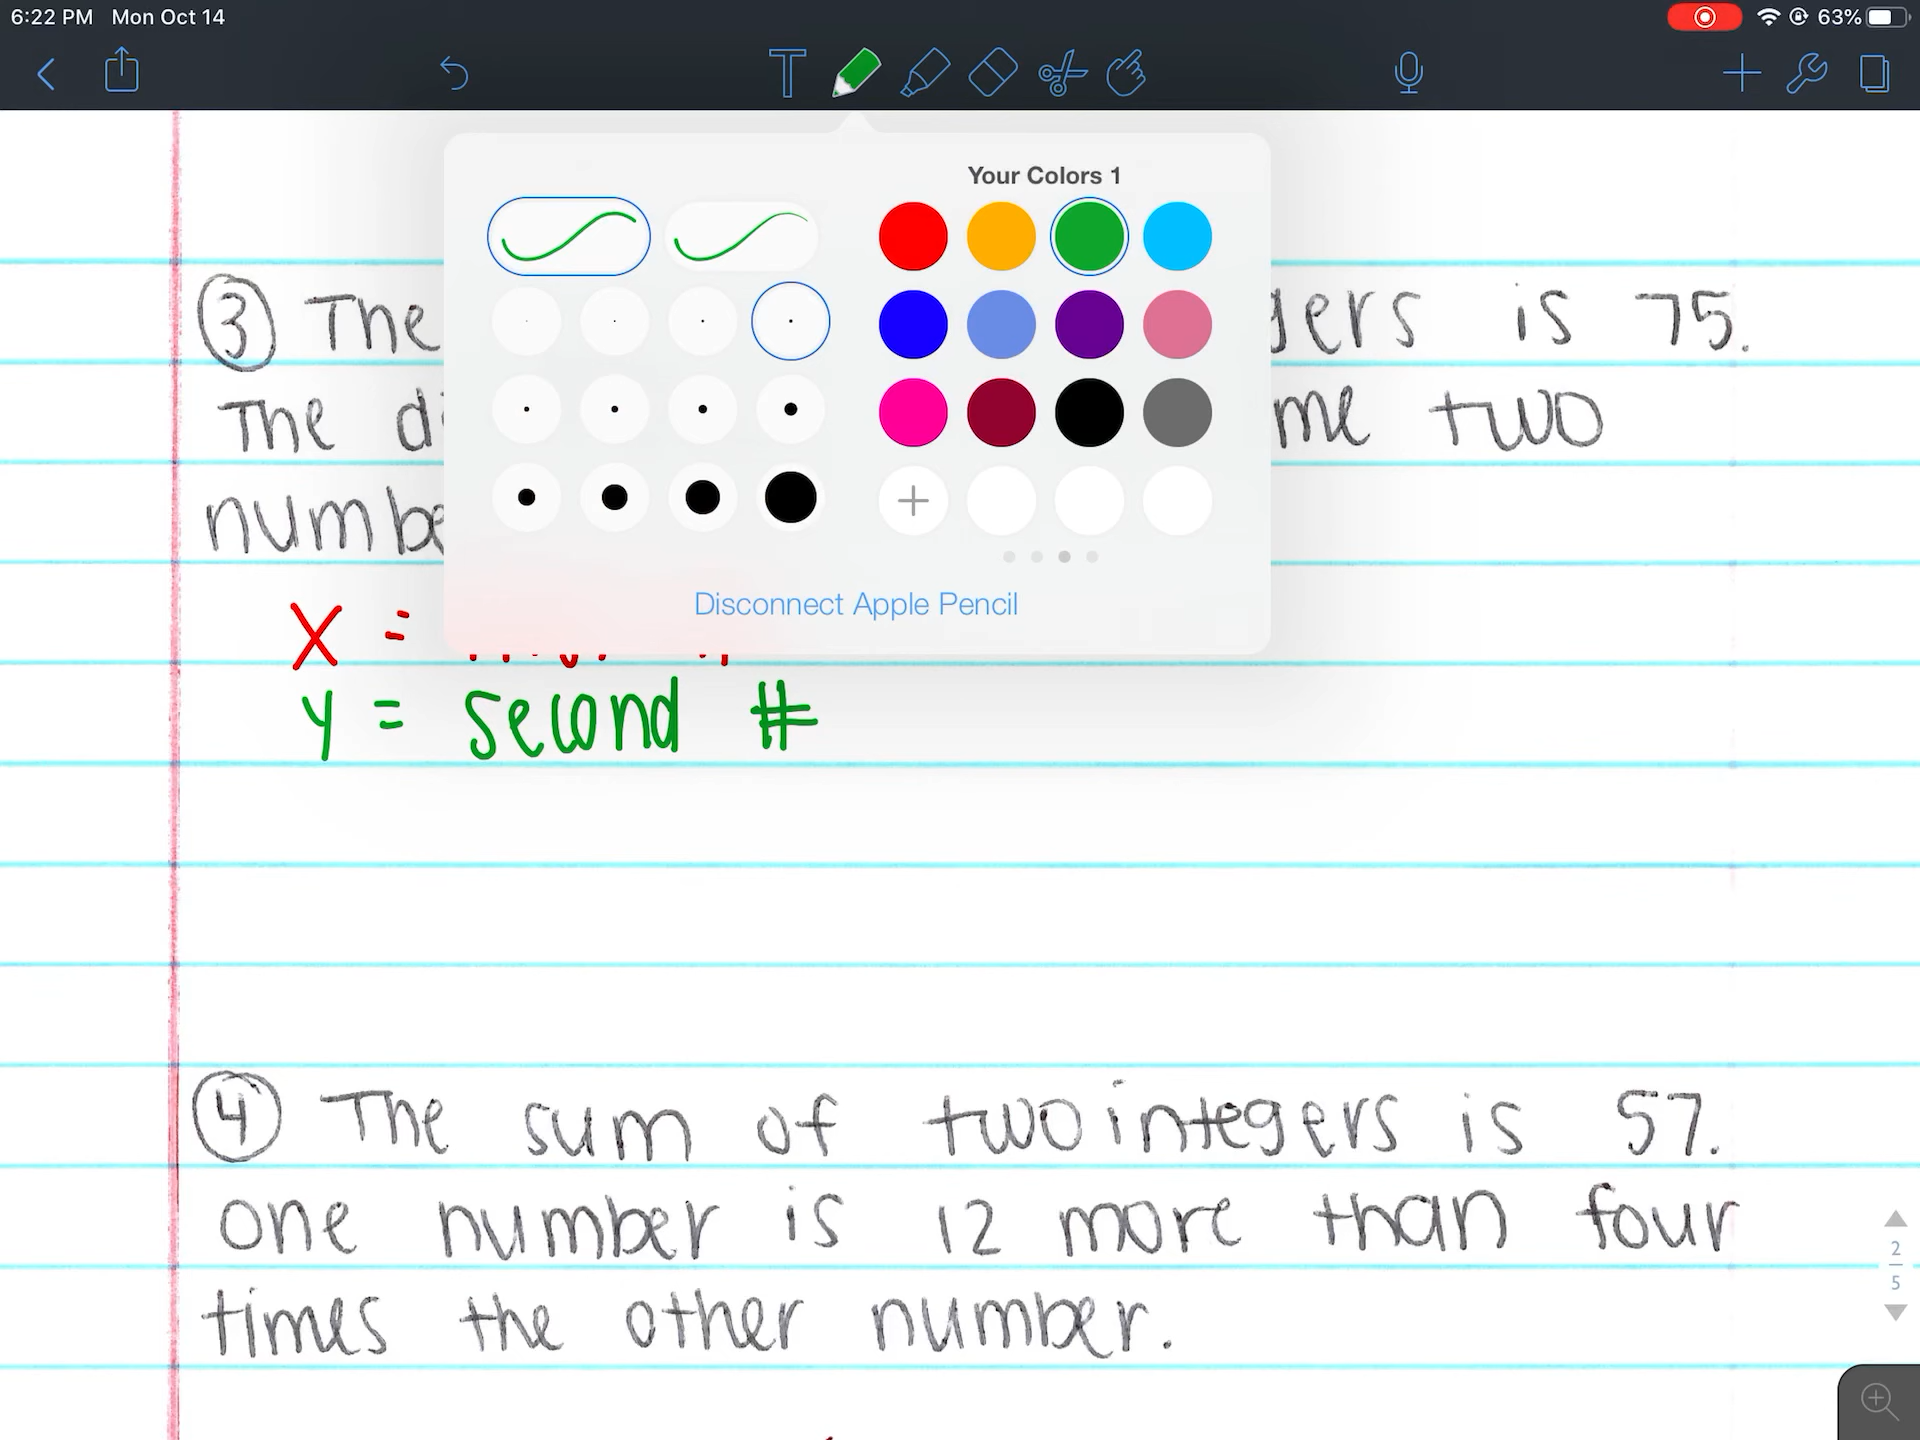 6:22 PM Mon Oct 14 63%
T
Your Colors 1
③ The gers is 75.
The di me two
numbe
Disconnect Apple Pencil
x =
y = second #
④ The sum of two integers is 57.
one number is 12 more than four
times the other number.
2
5